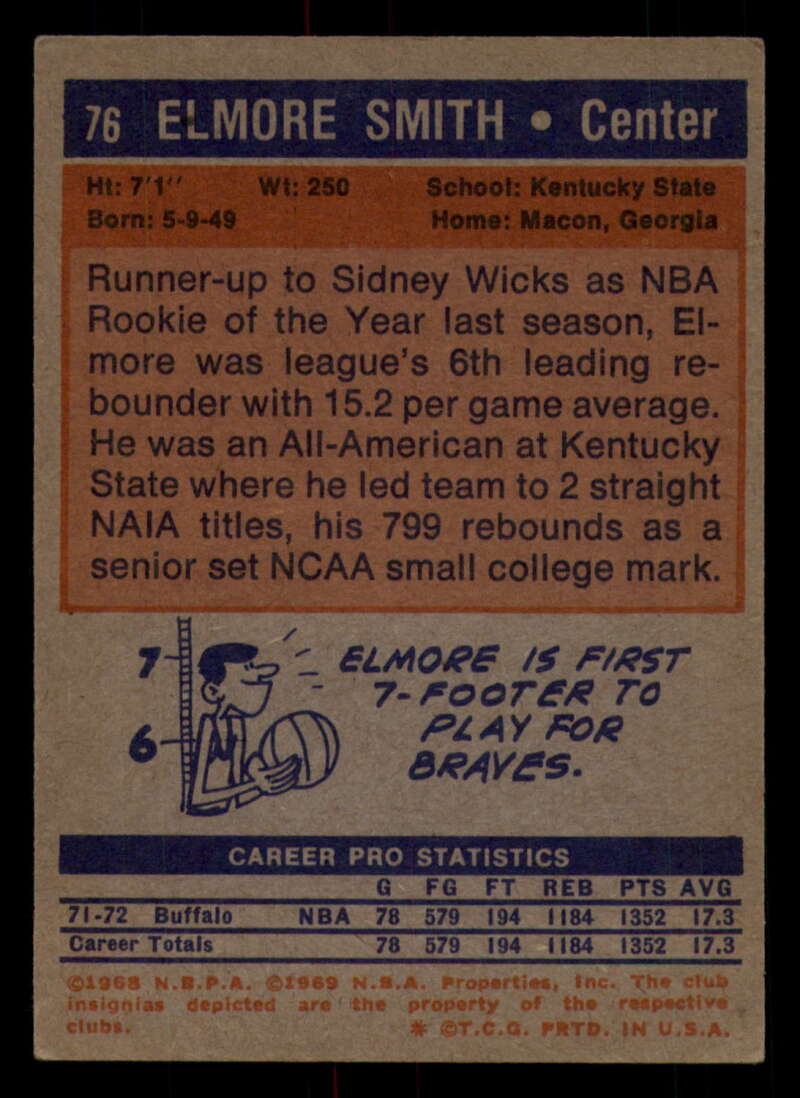 76 ELMORE SMITH • Center
Ht: 7'1'' Wt: 250 School: Kentucky State
Born: 5-9-49 Home: Macon, Georgia
Runner-up to Sidney Wicks as NBA
Rookie of the Year last season, El-
more was league's 6th leading re-
bounder with 15.2 per game average.
He was an All-American at Kentucky
State where he led team to 2 straight
NAIA titles, his 799 rebounds as a
senior set NCAA small college mark.
7
6
ELMORE IS FIRST
7-FOOTER TO
PLAY FOR
BRAVES.
CAREER PRO STATISTICS
G FG FT REB PTS AVG
71-72 Buffalo NBA 78 579 194 1184 1352 17.3
Career Totals 78 579 194 1184 1352 17.3
©1968 N.B.P.A. ©1969 N.B.A. Properties, Inc. The club
insignias depicted are the property of the respective
clubs. * ©T.C.G. PRTD. IN U.S.A.